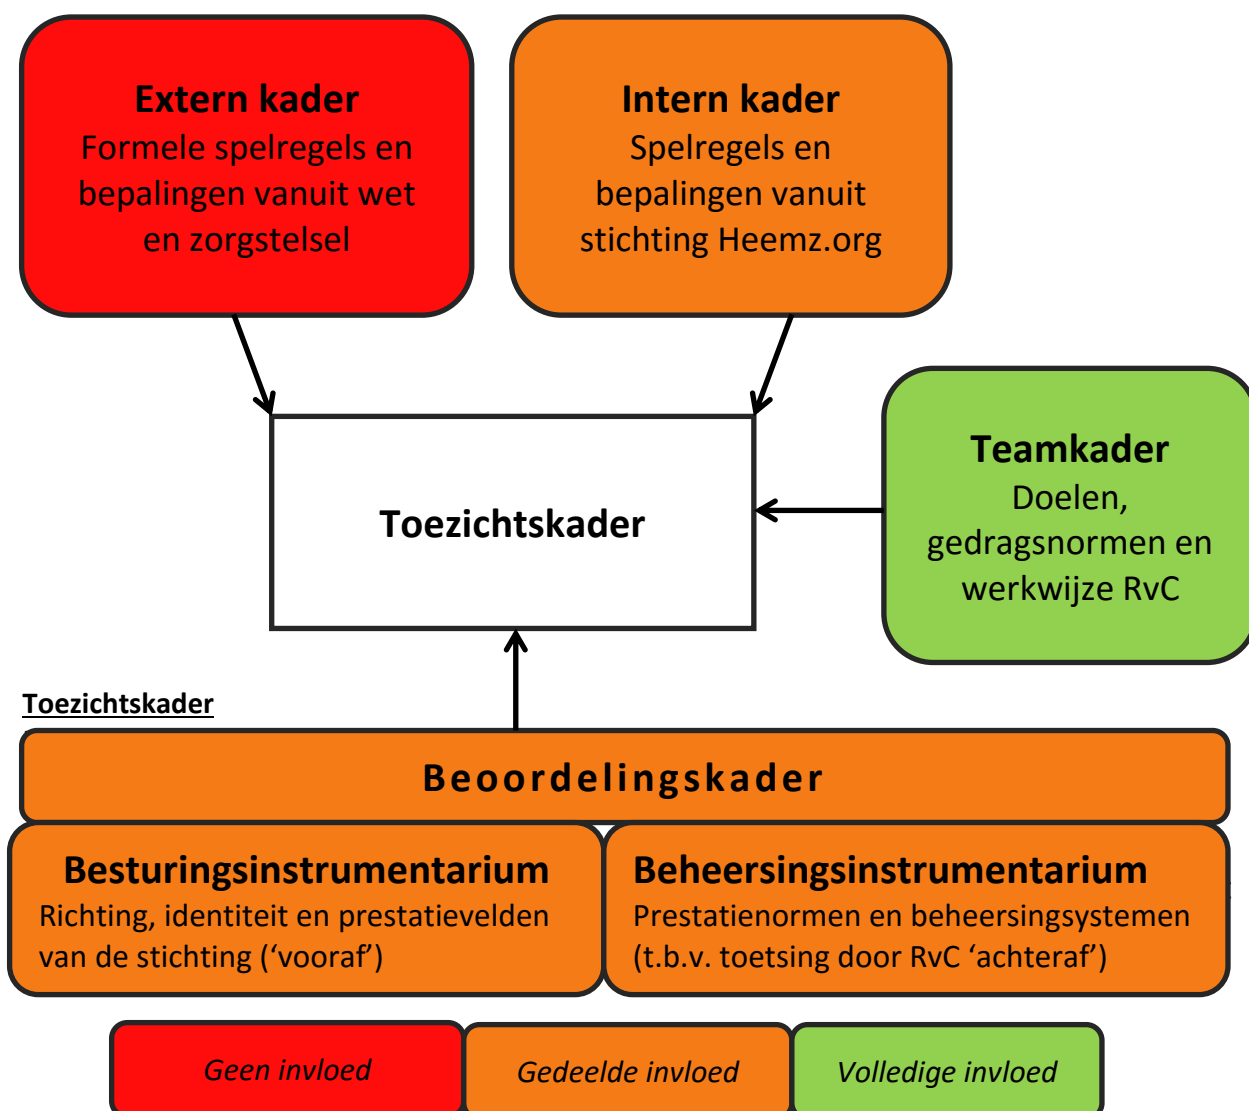 Extern kader
Formele spelregels en
bepalingen vanuit wet
en zorgstelsel
Intern kader
Spelregels en
bepalingen vanuit
stichting Heemz.org
Teamkader
Doelen,
gedragsnormen en
werkwijze RvC
Toezichtskader
Toezichtskader
Beoordelingskader
Besturingsinstrumentarium
Richting, identiteit en prestatievelden
van de stichting (‘vooraf’)
Beheersingsinstrumentarium
Prestatienormen en beheersingsystemen
(t.b.v. toetsing door RvC ‘achteraf’)
Geen invloed
Gedeelde invloed
Volledige invloed